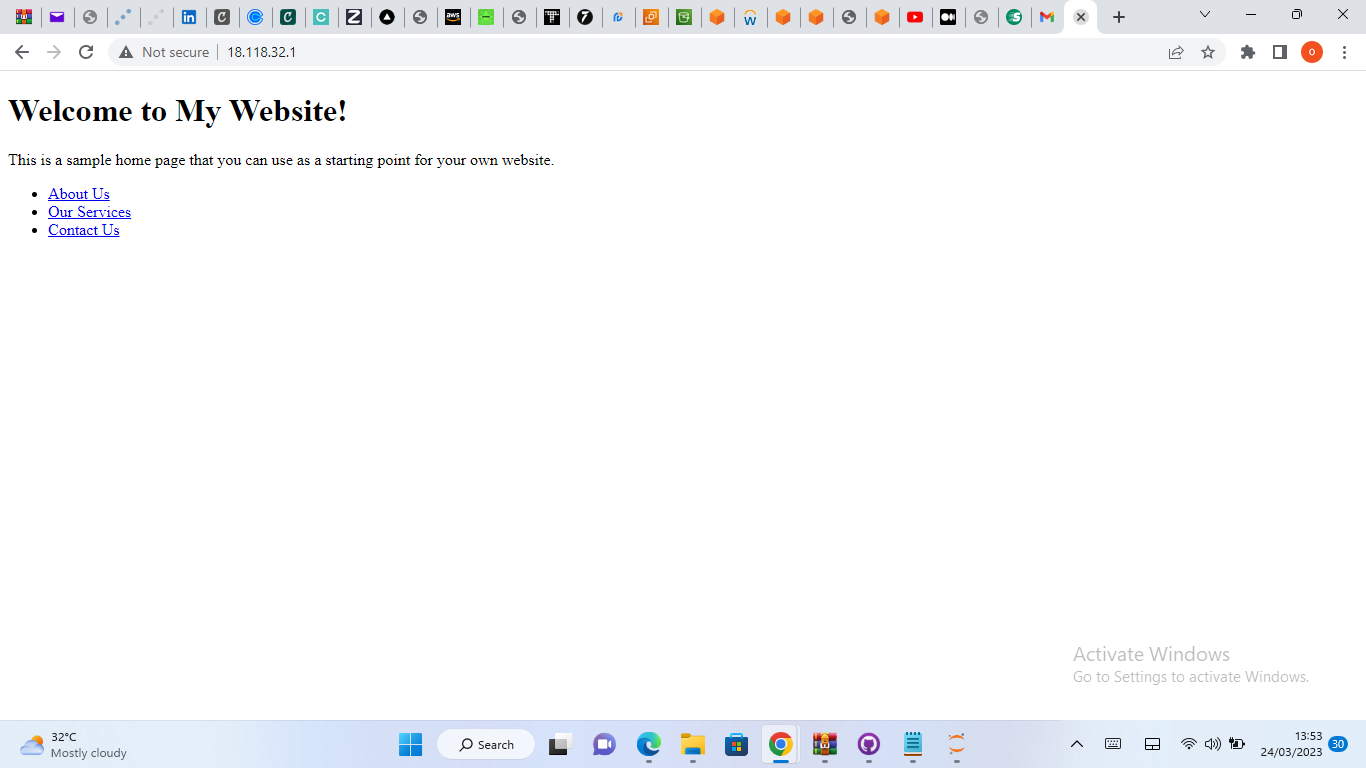 Not secure
18.118.32.1
O
Welcome to My Website!
This is a sample home page that you can use as a starting point for your own website.
About Us
Our Services
Contact Us
Activate Windows
Go to Settings to activate Windows.
32°C
Mostly cloudy
Search
13:53
24/03/2023
30